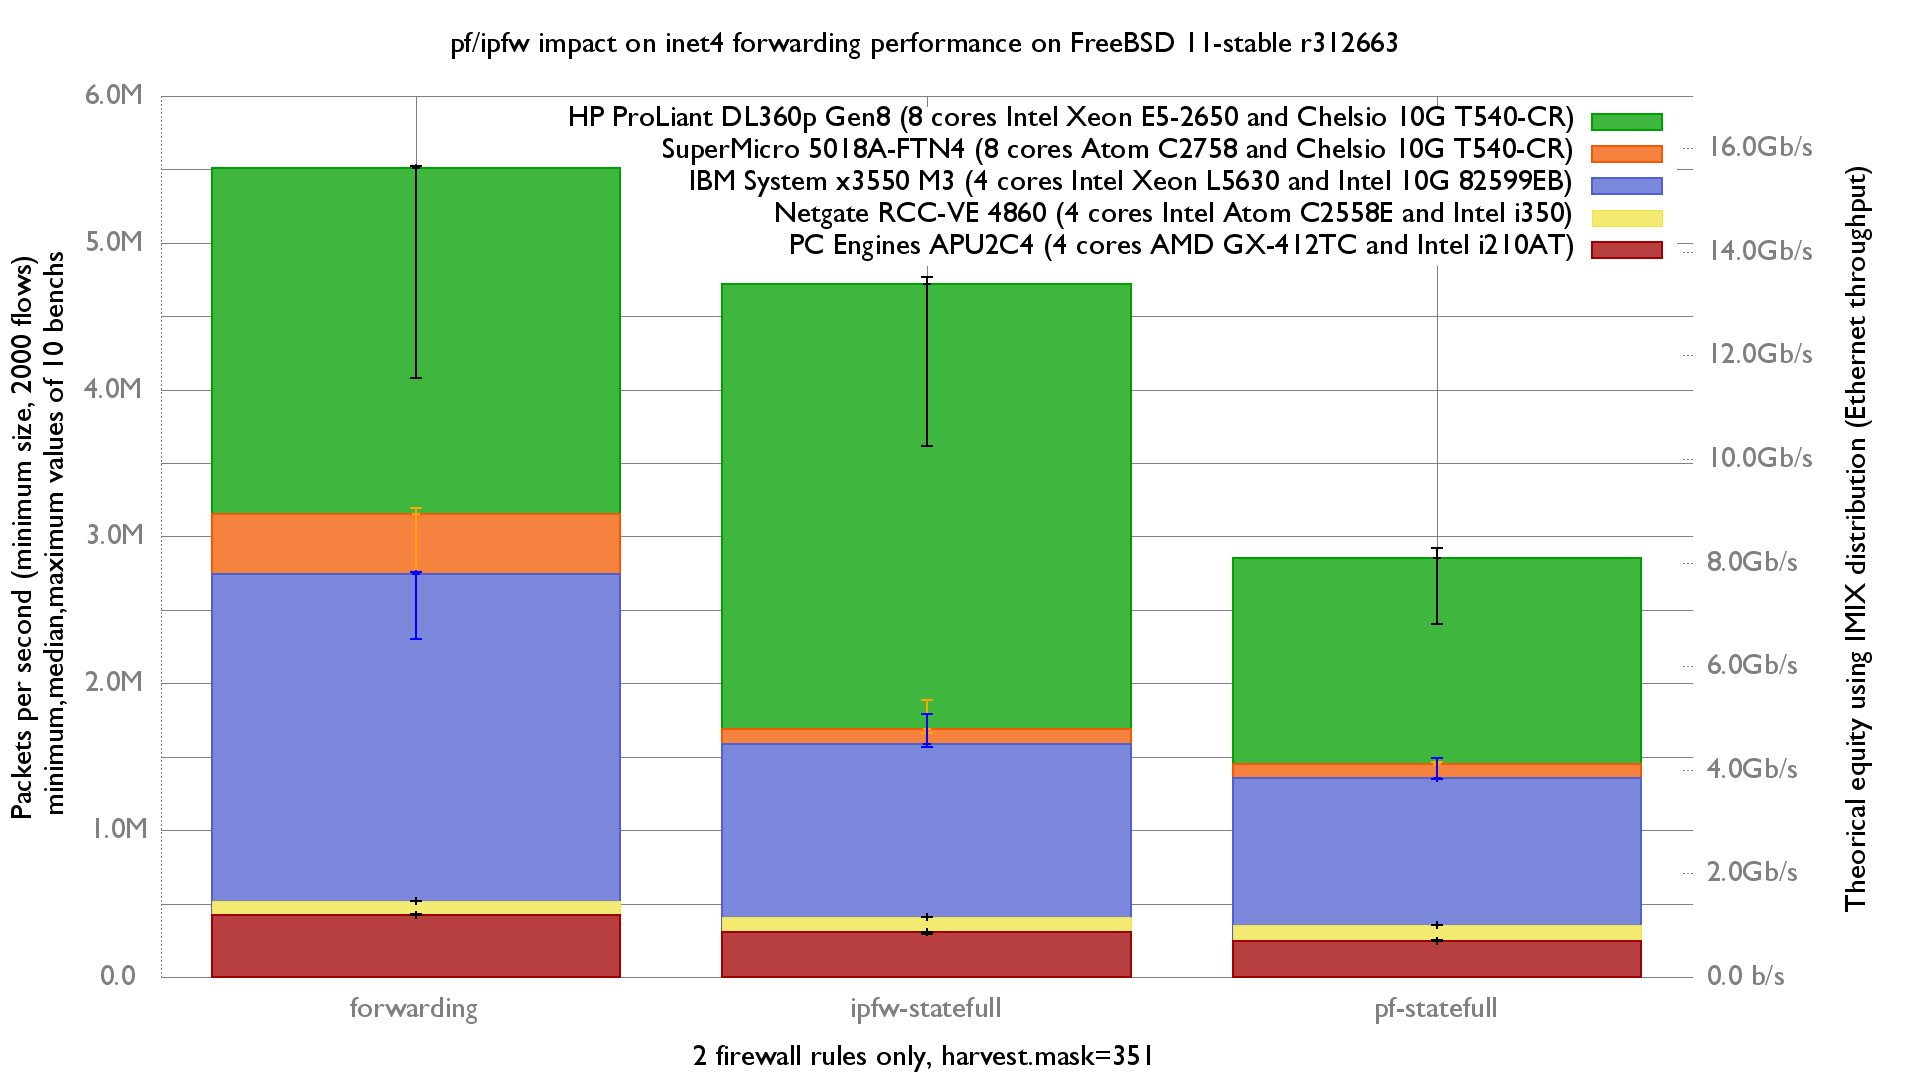 pf/ipfw impact on inet4 forwarding performance on FreeBSD 11-stable r312663
HP ProLiant DL360p Gen8 (8 cores Intel Xeon E5-2650 and Chelsio 10G T540-CR)
SuperMicro 5018A-FTN4 (8 cores Atom C2758 and Chelsio 10G T540-CR)
IBM System x3550 M3 (4 cores Intel Xeon L5630 and Intel 10G 82599EB)
Netgate RCC-VE 4860 (4 cores Intel Atom C2558E and Intel i350)
PC Engines APU2C4 (4 cores AMD GX-412TC and Intel i210AT)
Packets per second (minimum size, 2000 flows)
minimum,median,maximum values of 10 benchs
6.0M
5.0M
4.0M
3.0M
2.0M
1.0M
0.0
16.0Gb/s
14.0Gb/s
12.0Gb/s
10.0Gb/s
8.0Gb/s
6.0Gb/s
4.0Gb/s
2.0Gb/s
0.0 b/s
Theorical equity using IMIX distribution (Ethernet throughput)
forwarding
ipfw-statefull
pf-statefull
2 firewall rules only, harvest.mask=351